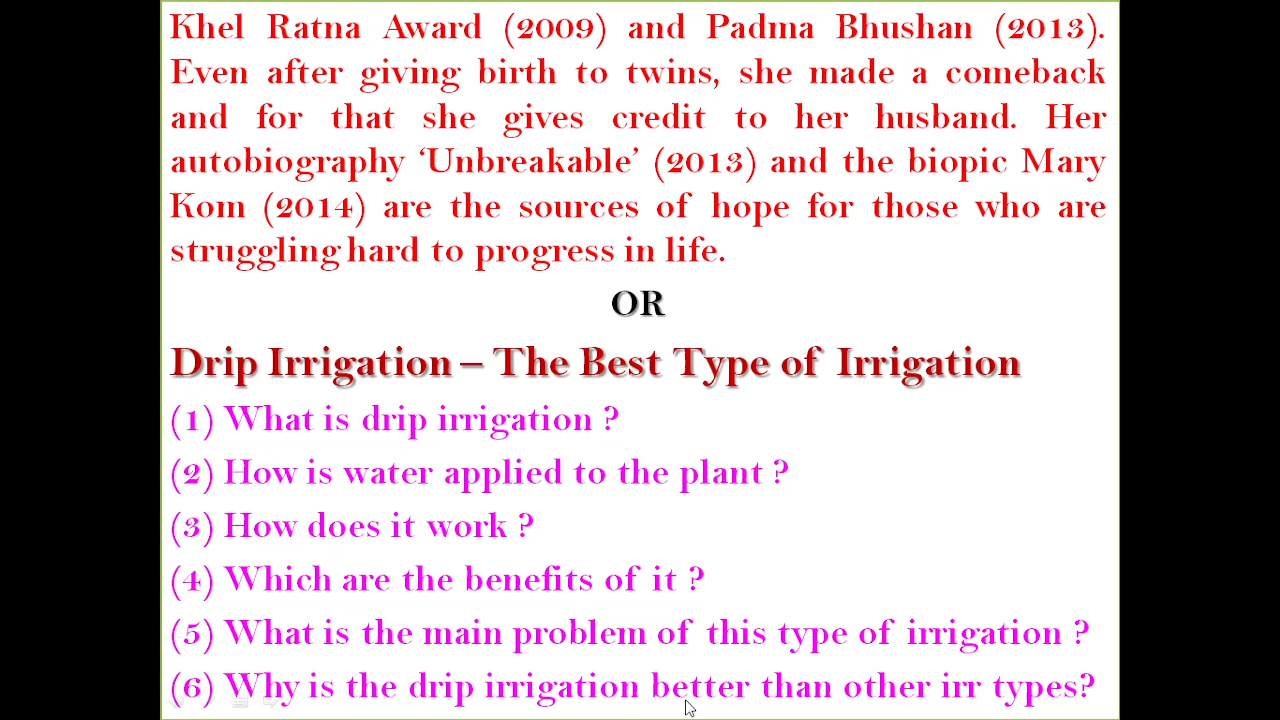 Khel Ratna Award (2009) and Padma Bhushan (2013).
Even after giving birth to twins, she made a comeback
and for that she gives credit to her husband. Her
autobiography ‘Unbreakable’ (2013) and the biopic Mary
Kom (2014) are the sources of hope for those who are
struggling hard to progress in life.
OR
Drip Irrigation – The Best Type of Irrigation
(1) What is drip irrigation ?
(2) How is water applied to the plant ?
(3) How does it work ?
(4) Which are the benefits of it ?
(5) What is the main problem of this type of irrigation ?
(6) Why is the drip irrigation better than other irr types?